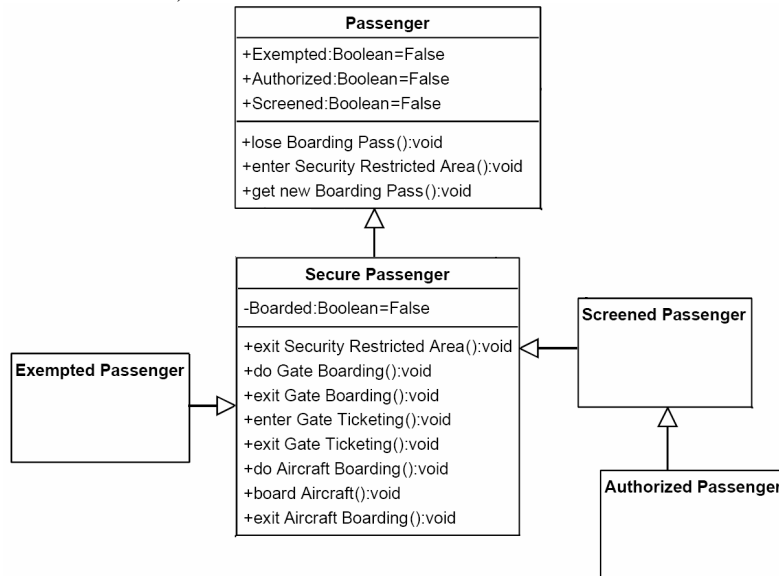 Passenger
+Exempted:Boolean=False
+Authorized:Boolean=False
+Screened:Boolean=False
+lose Boarding Pass():void
+enter Security Restricted Area():void
+get new Boarding Pass():void
Secure Passenger
-Boarded:Boolean=False
+exit Security Restricted Area():void
+do Gate Boarding():void
+exit Gate Boarding():void
+enter Gate Ticketing():void
+exit Gate Ticketing():void
+do Aircraft Boarding():void
+board Aircraft():void
+exit Aircraft Boarding():void
Exempted Passenger
Screened Passenger
Authorized Passenger